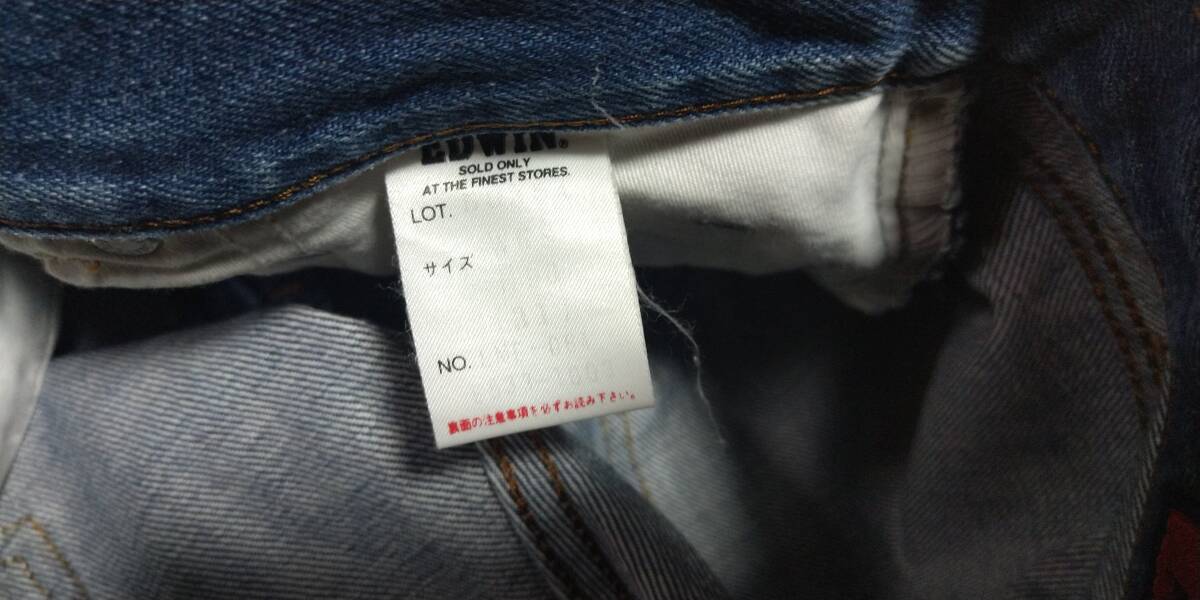 EDWIN®
SOLD ONLY
AT THE FINEST STORES.
LOT.
サイズ
NO.
裏面の注意事項を必ずお読み下さい。